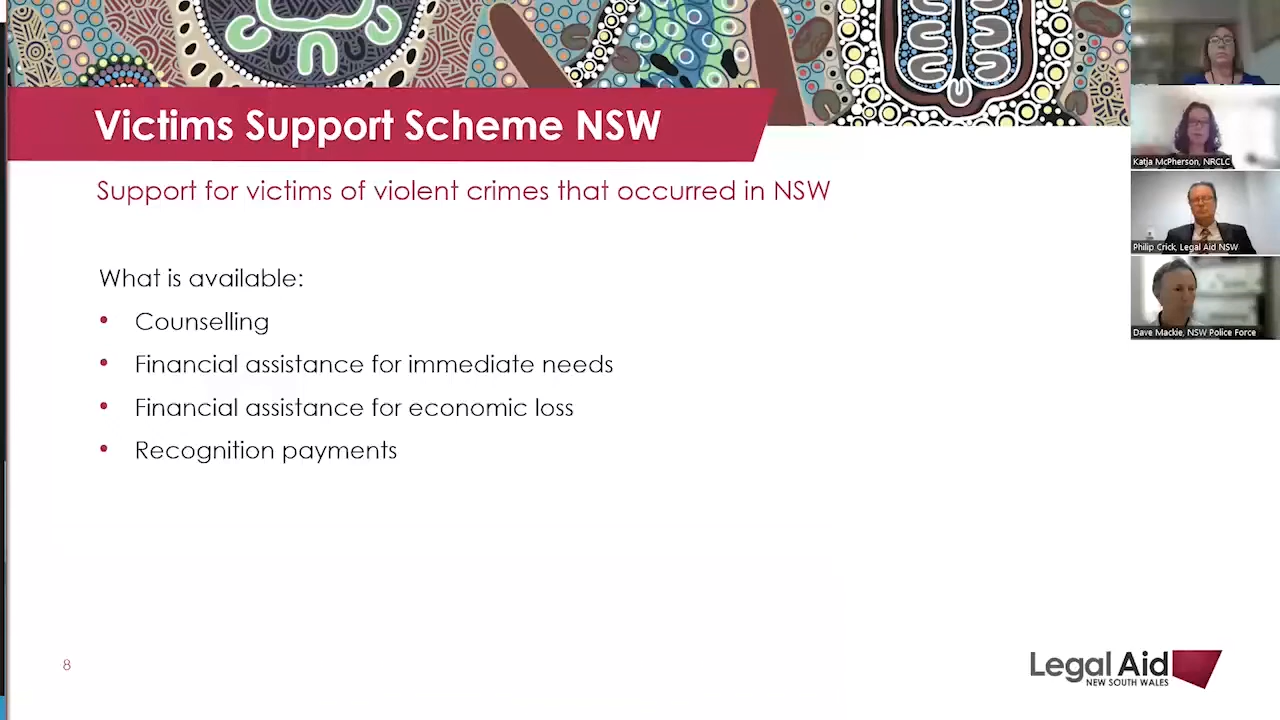 Victims Support Scheme NSW
Support for victims of violent crimes that occurred in NSW
What is available:
• Counselling
• Financial assistance for immediate needs
• Financial assistance for economic loss
• Recognition payments
8
Legal Aid
NEW SOUTH WALES
Katja McPherson, NRCLC
Philip Crick, Legal Aid NSW
Dave Mackie, NSW Police Force